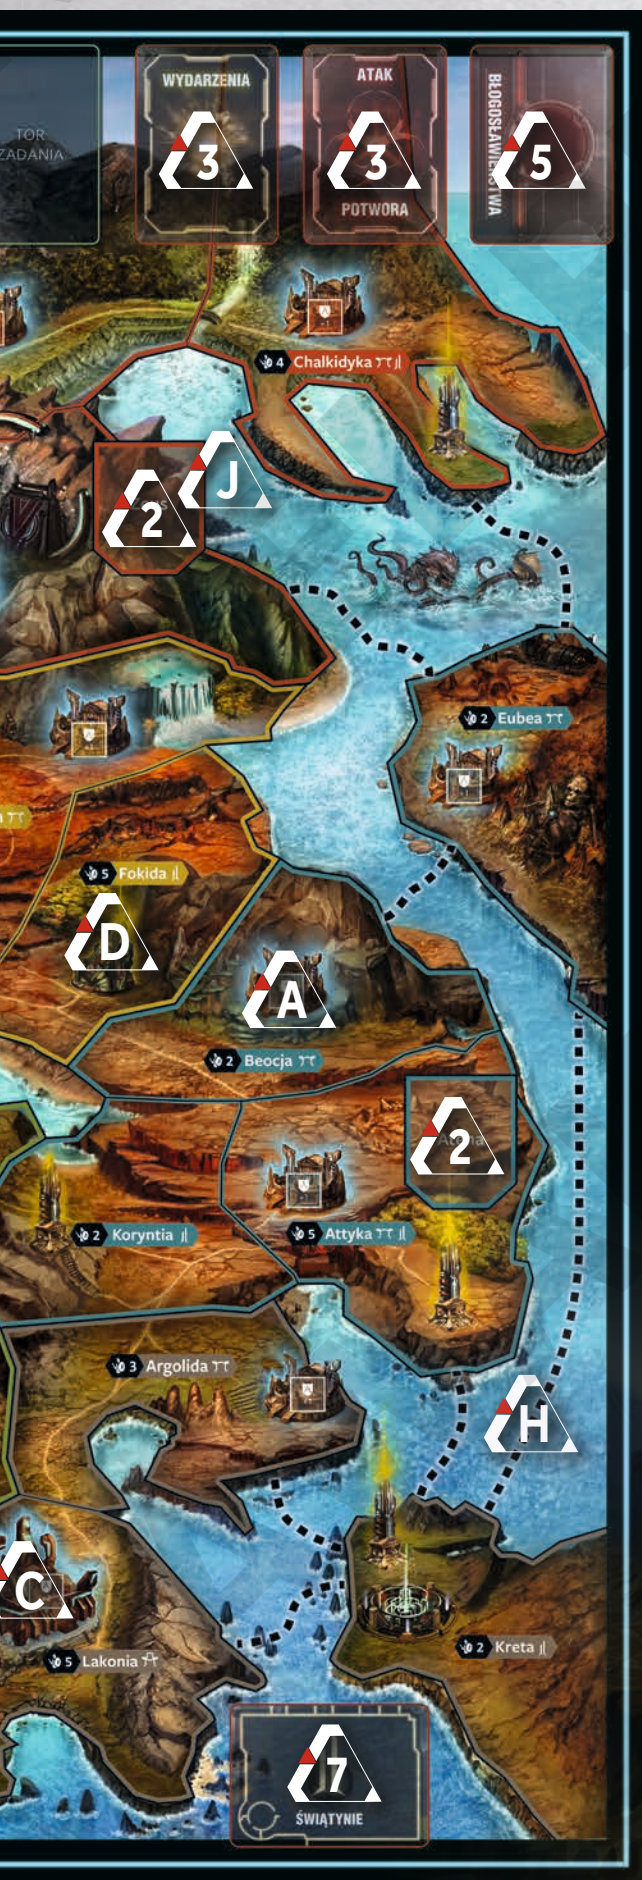 TOR
ZADANIA
WYDARZENIA
3
ATAK
3
POTWORA
BŁOGOSŁAWIEŃSTWA
5
4 Chalkidyka
J
2
2 Eubea
5 Fokida
D
A
2 Beocja
2
2 Koryntia
5 Attyka
3 Argolida
H
C
2 Kreta
5 Lakonia
7
ŚWIĄTYNIE